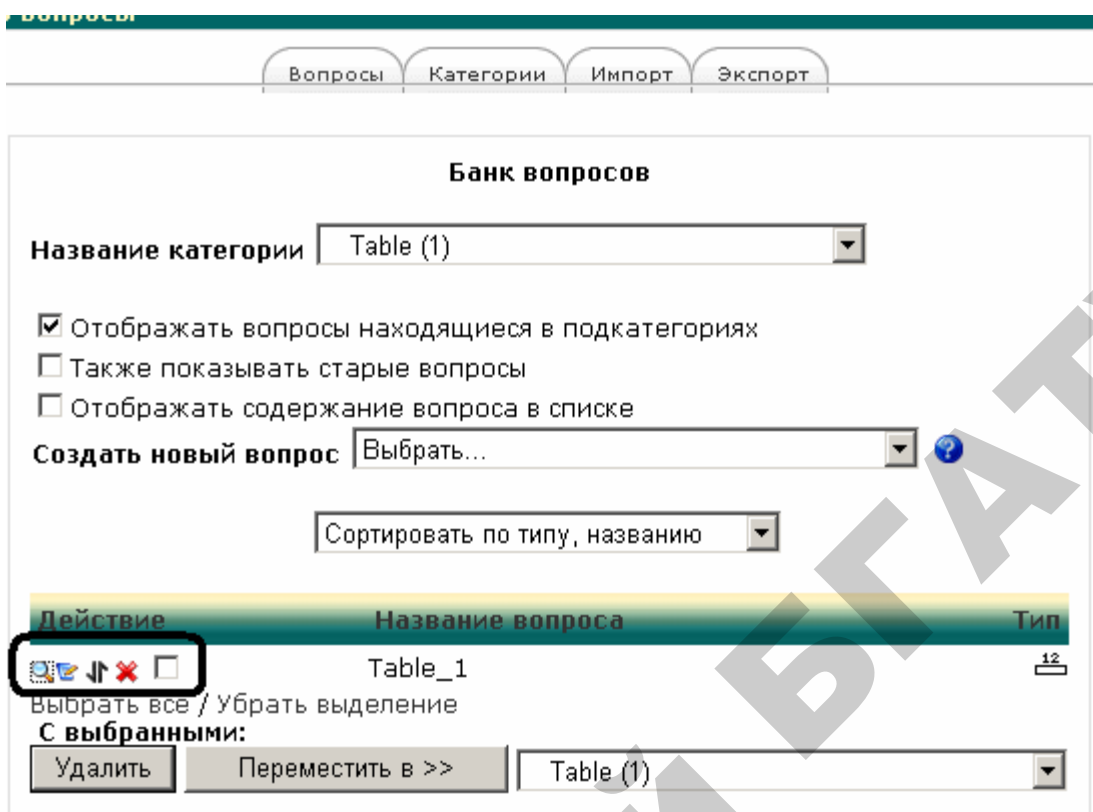 Вопросы
Вопросы Категории Импорт Экспорт
Банк вопросов
Название категории Table (1)
Отображать вопросы находящиеся в подкатегориях
Также показывать старые вопросы
Отображать содержание вопроса в списке
Создать новый вопрос Выбрать... ?
Сортировать по типу, названию
Действие Название вопроса Тип
Table_1 12
Выбрать все / Убрать выделение
С выбранными:
Удалить Переместить в >> Table (1)